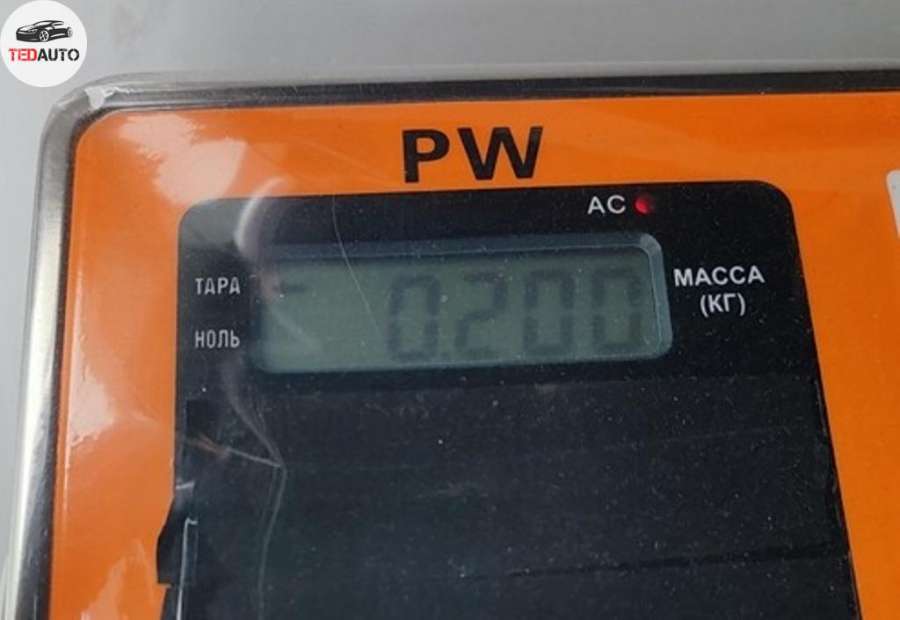 TEDAUTO
PW
AC
ТАРА
0.200
МАССА
(КГ)
НОЛЬ